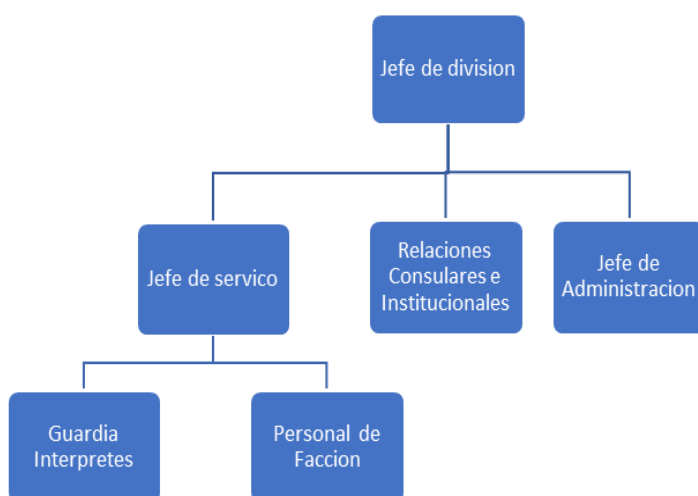 Jefe de division
Jefe de servico
Relaciones
Consulares e
Institucionales
Jefe de
Administracion
Guardia
Interpretes
Personal de
Faccion